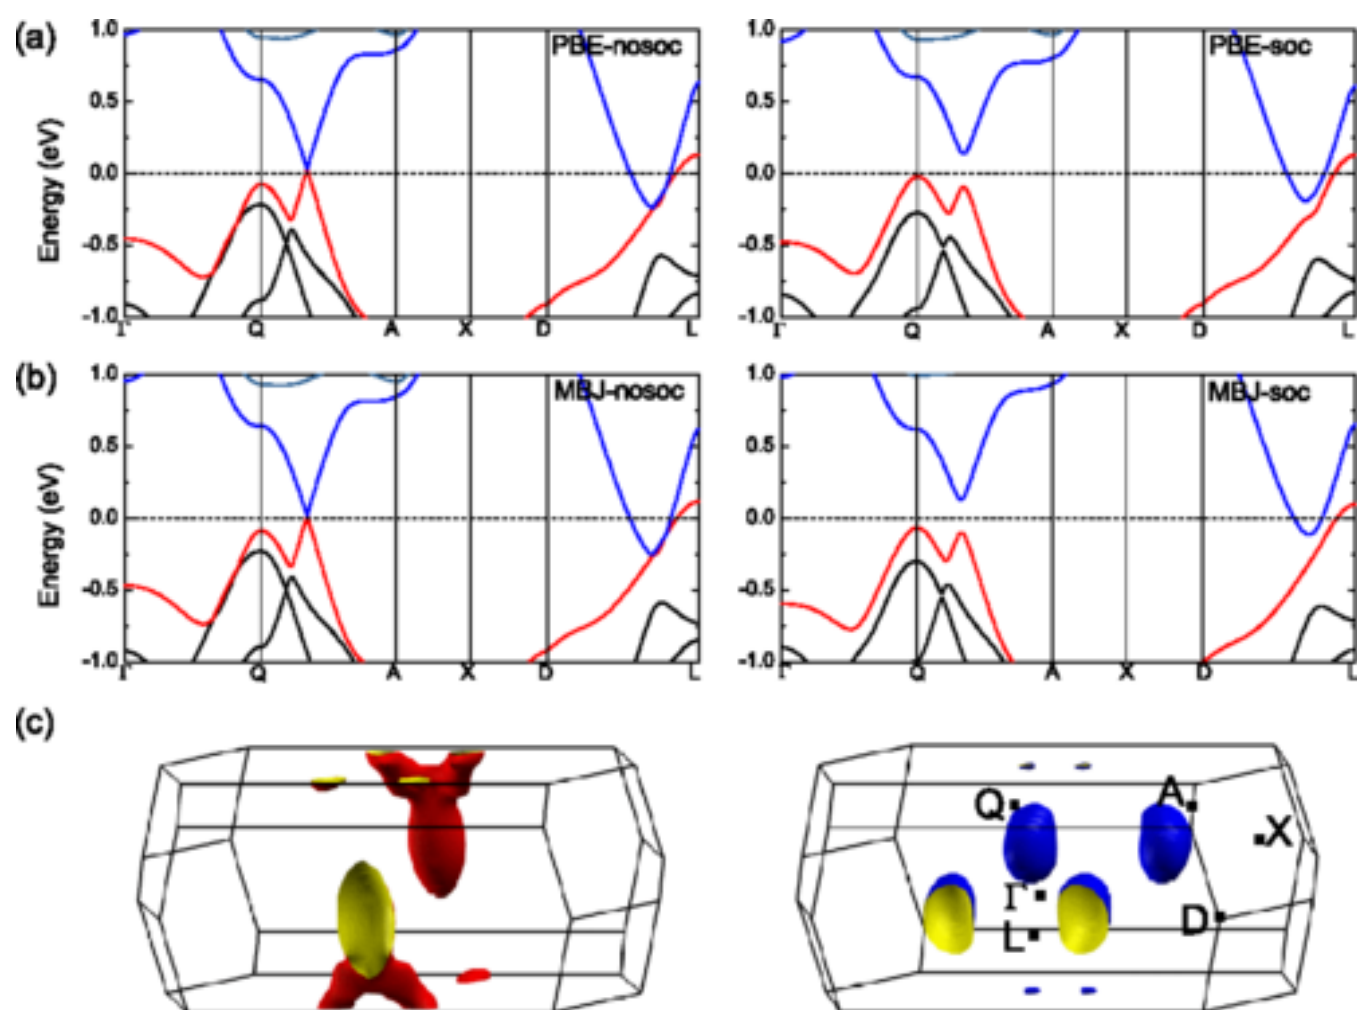 (a)
PBE-nosoc
PBE-soc
Energy (eV)
1.0
0.5
0.0
-0.5
-1.0
Γ Q A X D L
1.0
0.5
0.0
-0.5
-1.0
Γ Q A X D L
(b)
MBJ-nosoc
MBJ-soc
Energy (eV)
1.0
0.5
0.0
-0.5
-1.0
Γ Q A X D L
1.0
0.5
0.0
-0.5
-1.0
Γ Q A X D L
(c)
Q A
X
Γ
L D